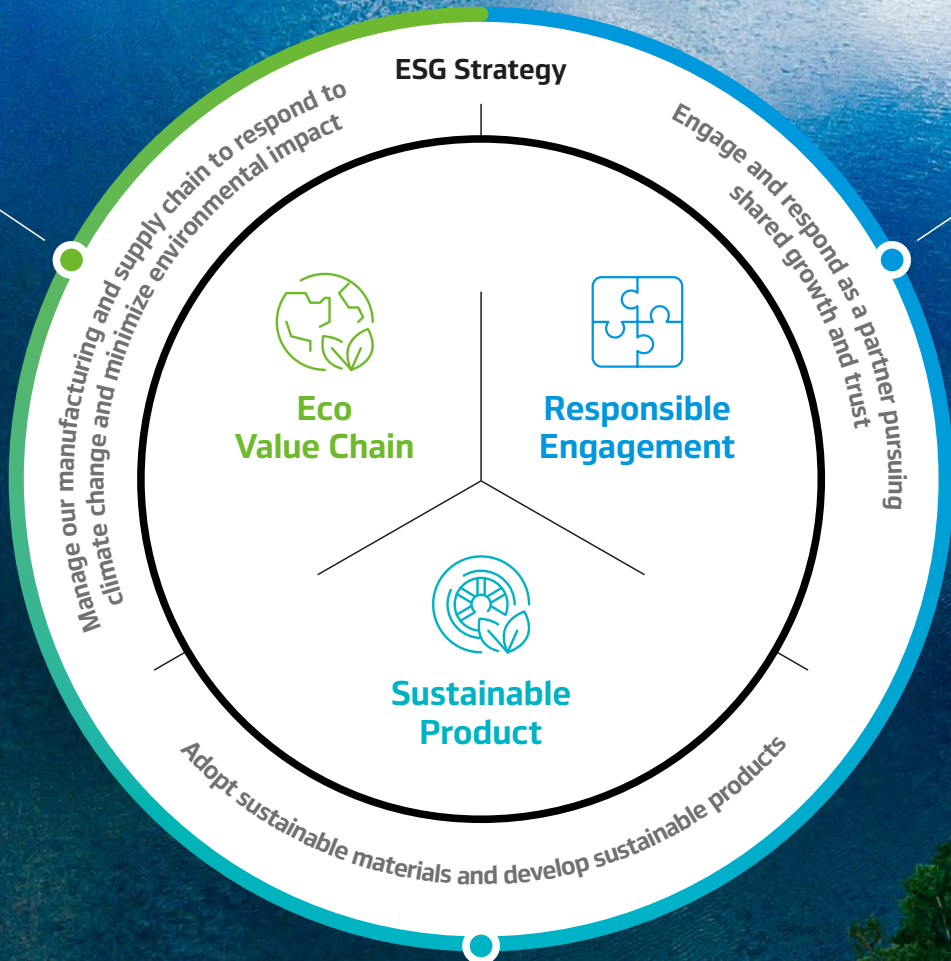 ESG Strategy
Manage our manufacturing and supply chain to respond to
climate change and minimize environmental impact
Engage and respond as a partner pursuing
shared growth and trust
Eco
Value Chain
Responsible
Engagement
Sustainable
Product
Adopt sustainable materials and develop sustainable products